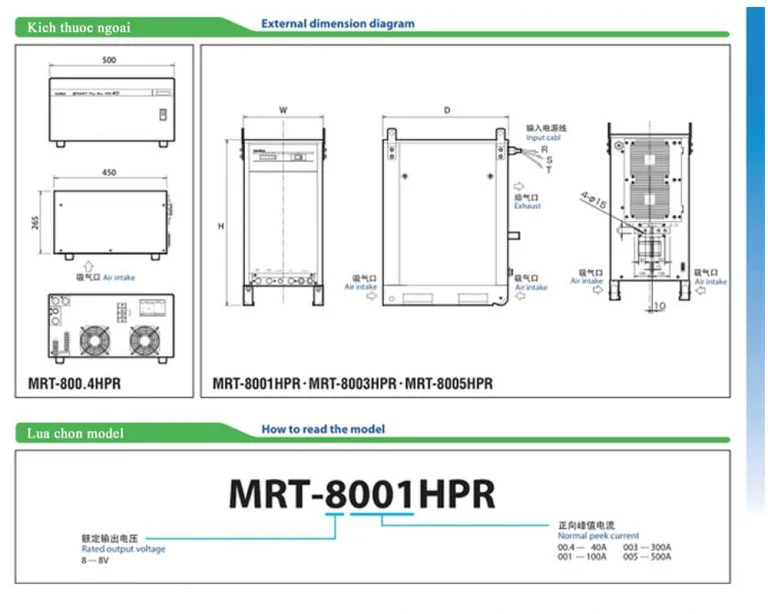 Kich thuoc ngoai
External dimension diagram
500
450
265
吸气口 Air intake
MRT-800.4HPR
W
D
H
输入电源线
Input cabl
R
S
T
排气口
Exhaust
吸气口
Air intake
吸气口
Air intake
4-φ15
吸气口
Air intake
吸气口
Air intake
10
MRT-8001HPR·MRT-8003HPR·MRT-8005HPR
Lua chon model
How to read the model
MRT-8001HPR
额定输出电压
Rated output voltage
8 — 8V
正向峰值电流
Normal peek current
00.4 — 40A 003 — 300A
001 — 100A 005 — 500A